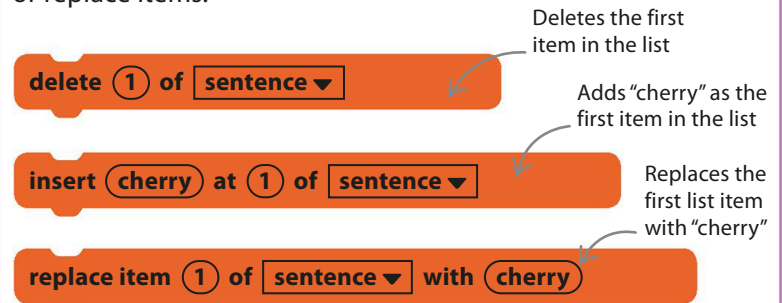 or replace items.
Deletes the first
item in the list
delete 1 of sentence
Adds “cherry” as the
first item in the list
insert cherry at 1 of sentence
Replaces the
first list item
with “cherry”
replace item 1 of sentence with cherry